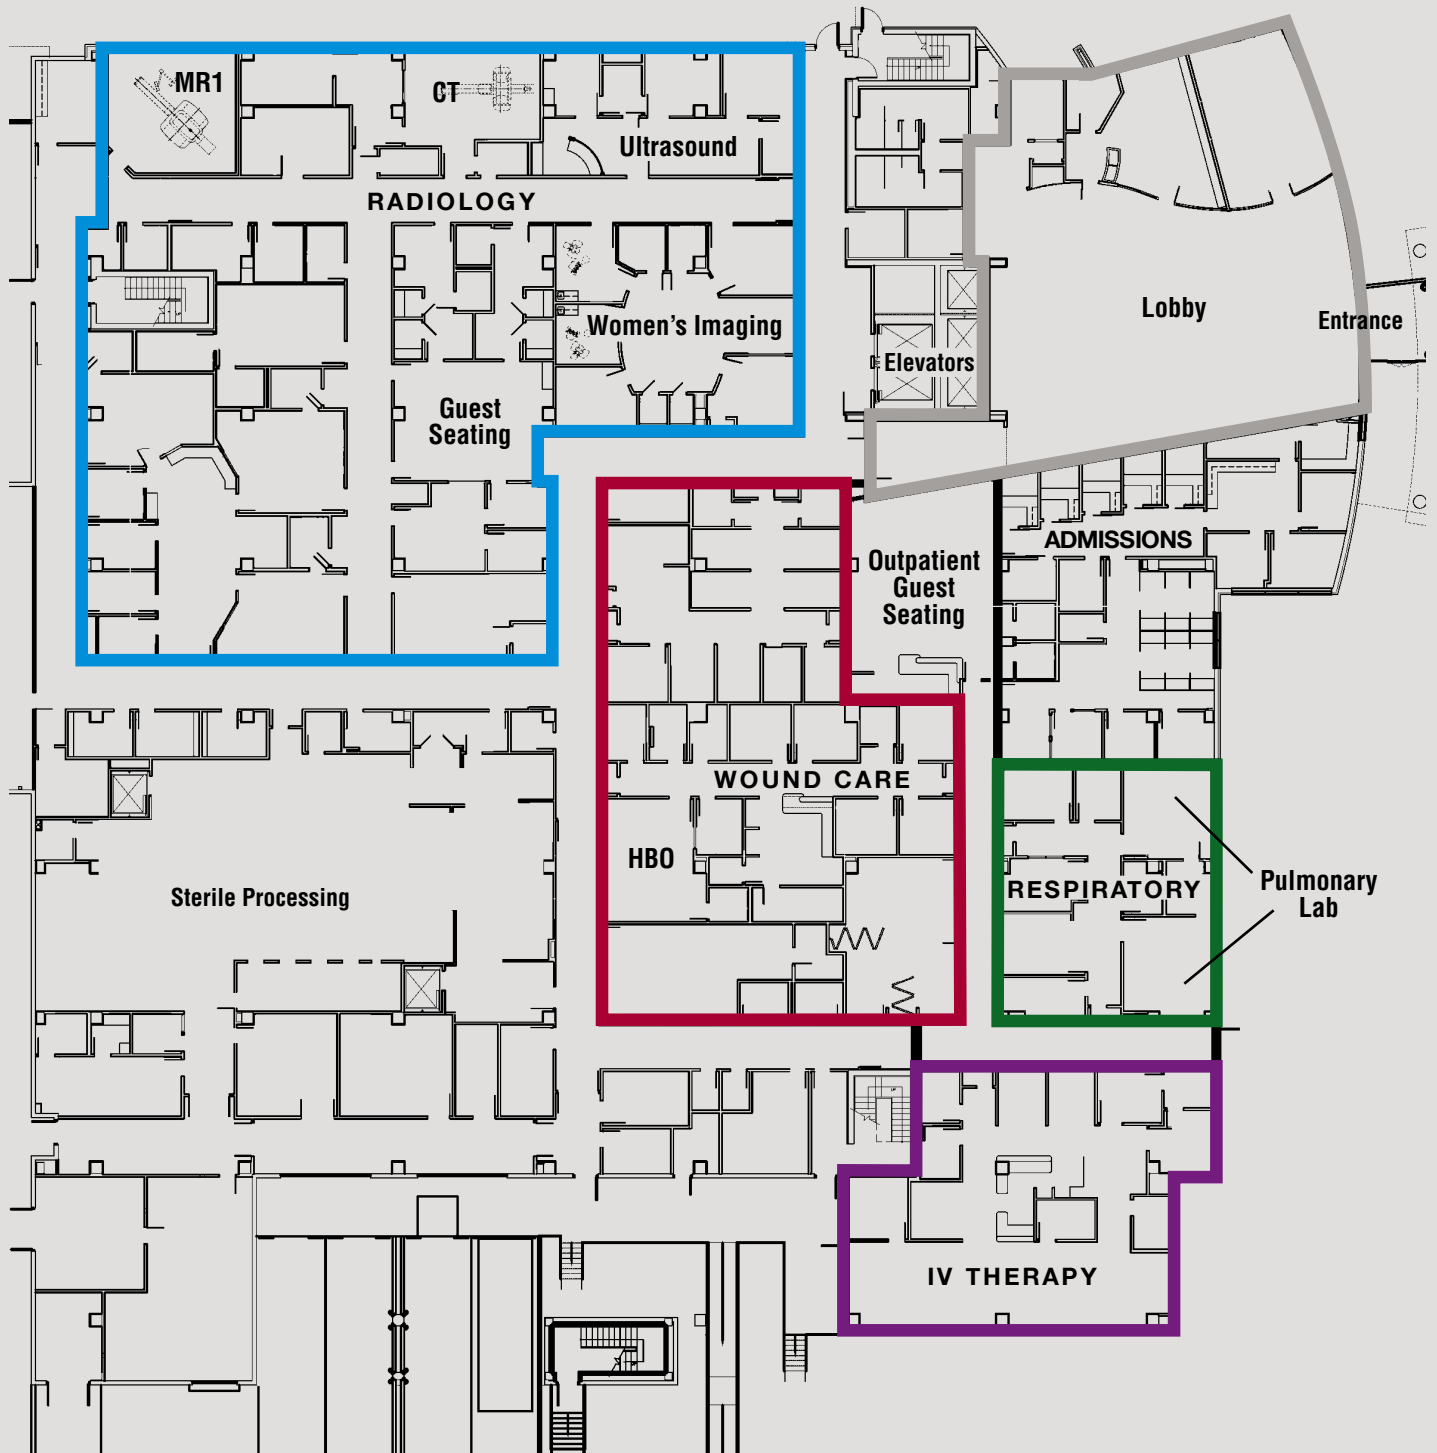 MR1
CT
Ultrasound
RADIOLOGY
Women's Imaging
Guest
Seating
Lobby
Entrance
Elevators
ADMISSIONS
Outpatient
Guest
Seating
WOUND CARE
HBO
Sterile Processing
RESPIRATORY
Pulmonary
Lab
IV THERAPY